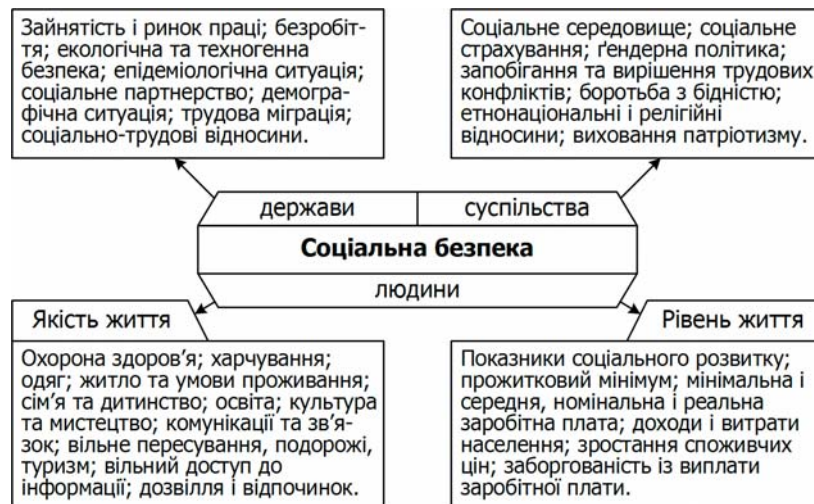 Зайнятість і ринок праці; безробіт-
тя; екологічна та техногенна
безпека; епідеміологічна ситуація;
соціальне партнерство; демогра-
фічна ситуація; трудова міграція;
соціально-трудові відносини.
Соціальне середовище; соціальне
страхування; ґендерна політика;
запобігання та вирішення трудових
конфліктів; боротьба з бідністю;
етнонаціональні і релігійні
відносини; виховання патріотизму.
держави
суспільства
Соціальна безпека
людини
Якість життя
Охорона здоров’я; харчування;
одяг; житло та умови проживання;
сім’я та дитинство; освіта; культура
та мистецтво; комунікації та зв’я-
зок; вільне пересування, подорожі,
туризм; вільний доступ до
інформації; дозвілля і відпочинок.
Рівень життя
Показники соціального розвитку;
прожитковий мінімум; мінімальна і
середня, номінальна і реальна
заробітна плата; доходи і витрати
населення; зростання споживчих
цін; заборгованість із виплати
заробітної плати.